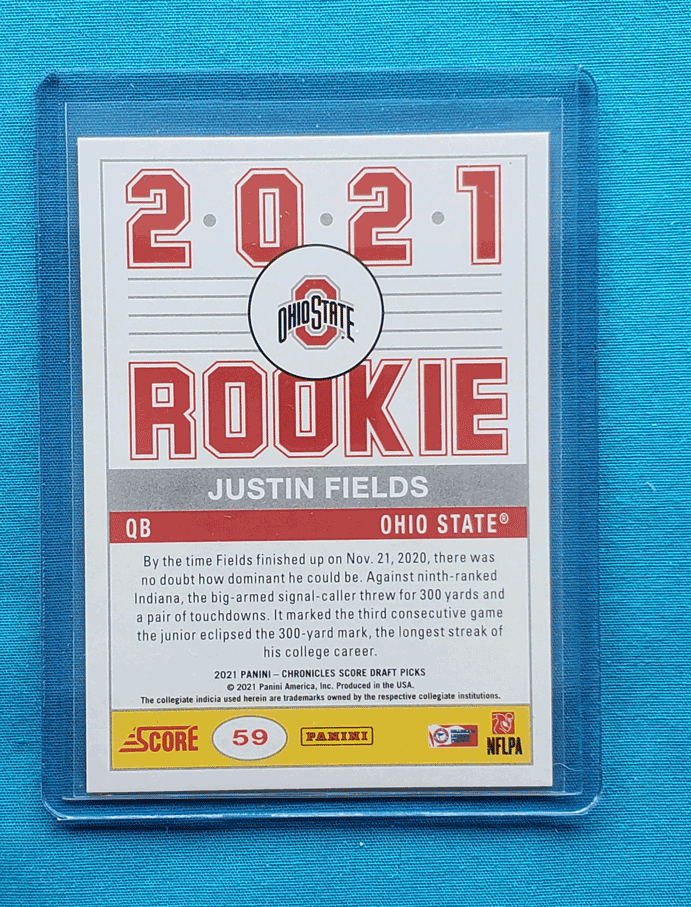 2·0·2·1
OHIO STATE
ROOKIE
JUSTIN FIELDS
QB OHIO STATE®
By the time Fields finished up on Nov. 21, 2020, there was
no doubt how dominant he could be. Against ninth-ranked
Indiana, the big-armed signal-caller threw for 300 yards and
a pair of touchdowns. It marked the third consecutive game
the junior eclipsed the 300-yard mark, the longest streak of
his college career.
2021 PANINI – CHRONICLES SCORE DRAFT PICKS
© 2021 Panini America, Inc. Produced in the USA.
The collegiate indicia used herein are trademarks owned by the respective collegiate institutions.
SCORE 59 PANINI NFLPA